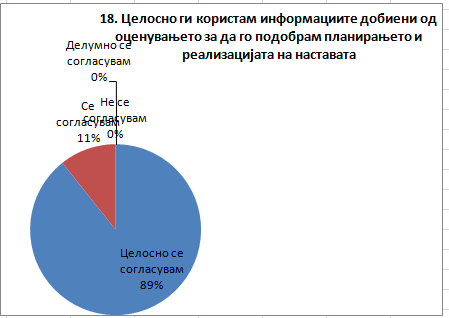 18. Целосно ги користам информациите добиени од
оценувањето за да го подобрам планирањето и
реализацијата на наставата
Делумно се
согласувам
0%
Се
согласувам
11%
Не се
согласувам
0%
Целосно се
согласувам
89%